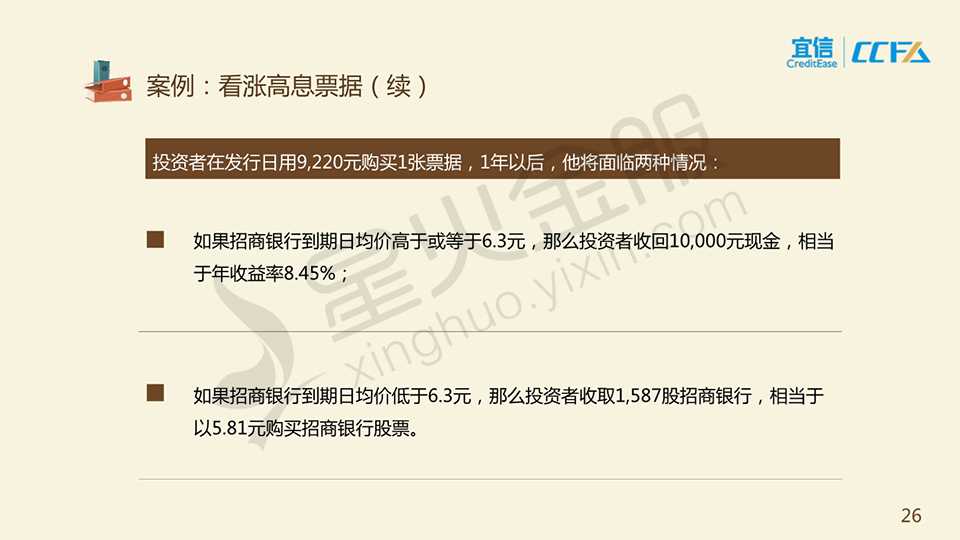 宜信
CreditEase
CCFA
案例：看涨高息票据（续）
投资者在发行日用9,220元购买1张票据，1年以后，他将面临两种情况：
如果招商银行到期日均价高于或等于6.3元，那么投资者收回10,000元现金，相当
于年收益率8.45%；
如果招商银行到期日均价低于6.3元，那么投资者收取1,587股招商银行，相当于
以5.81元购买招商银行股票。
星火金服
xinghuo.yixin.com
26